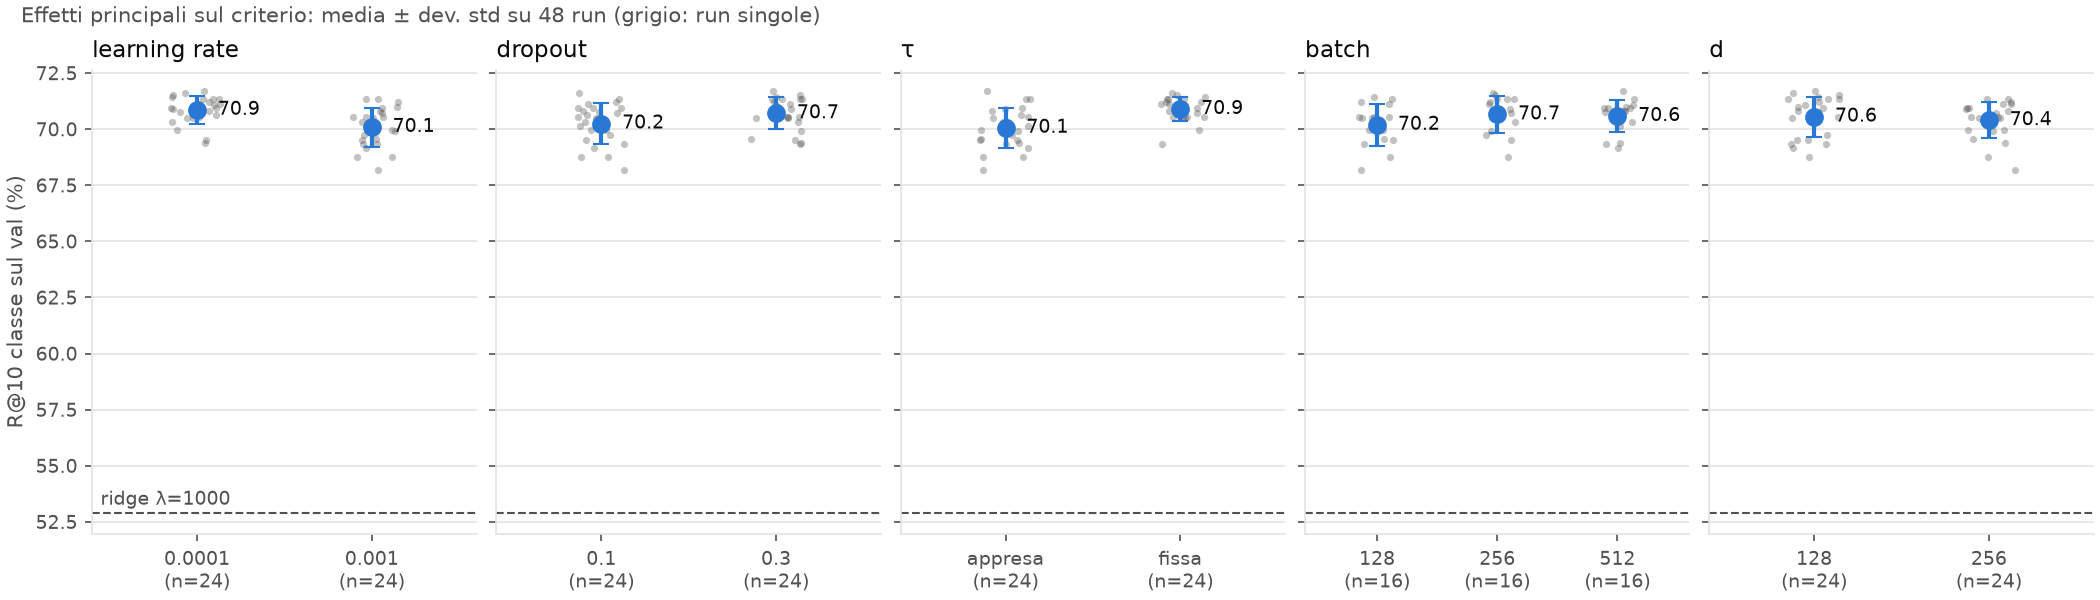 Effetti principali sul criterio: media ± dev. std su 48 run (grigio: run singole)
learning rate
dropout
τ
batch
d
R@10 classe sul val (%)
72.5
70.0
67.5
65.0
62.5
60.0
57.5
55.0
52.5
70.9
70.1
70.2
70.7
70.1
70.9
70.2
70.7
70.6
70.6
70.4
ridge λ=1000
0.0001
(n=24)
0.001
(n=24)
0.1
(n=24)
0.3
(n=24)
appresa
(n=24)
fissa
(n=24)
128
(n=16)
256
(n=16)
512
(n=16)
128
(n=24)
256
(n=24)